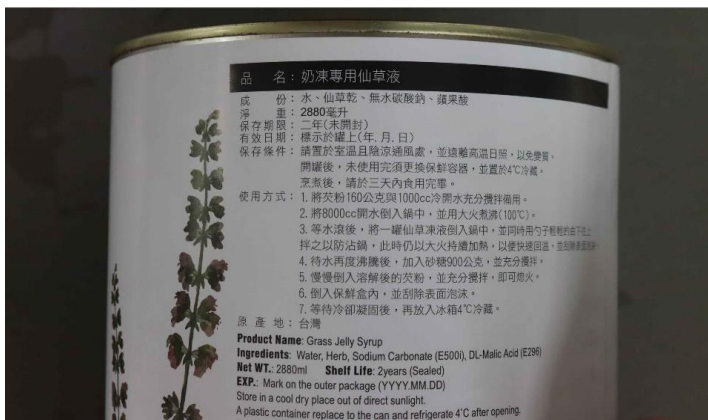 品　名：奶凍專用仙草液
成　份：水、仙草乾、無水碳酸鈉、蘋果酸
淨　重：2880毫升
保存期限：二年(未開封)
有效日期：標示於罐上(年.月.日)
保存條件：請置於室溫且陰涼通風處，並遠離高溫日照，以免變質。
開罐後，未使用完須更換保鮮容器，並置於4℃冷藏。
烹煮後，請於三天內食用完畢。
使用方式：1. 將芡粉160公克與1000cc冷開水充分攪拌備用。
2. 將8000cc開水倒入鍋中，並用大火煮沸(100℃)。
3. 等水滾後，將一罐仙草凍液倒入鍋中，並同時用勺子輕輕的由下往上
拌之以防沾鍋，此時仍以大火持續加熱，以便快速回溫，並刮除表面泡沫。
4. 待水再度沸騰後，加入砂糖900公克，並充分攪拌。
5. 慢慢倒入溶解後的芡粉，並充分攪拌，即可熄火。
6. 倒入保鮮盒內，並刮除表面泡沫。
7. 等待冷卻凝固後，再放入冰箱4℃冷藏。
原 產 地：台灣
Product Name: Grass Jelly Syrup
Ingredients: Water, Herb, Sodium Carbonate (E500i), DL-Malic Acid (E296)
Net WT.: 2880ml Shelf Life: 2years (Sealed)
EXP.: Mark on the outer package (YYYY.MM.DD)
Store in a cool dry place out of direct sunlight.
A plastic container replace to the can and refrigerate 4°C after opening.